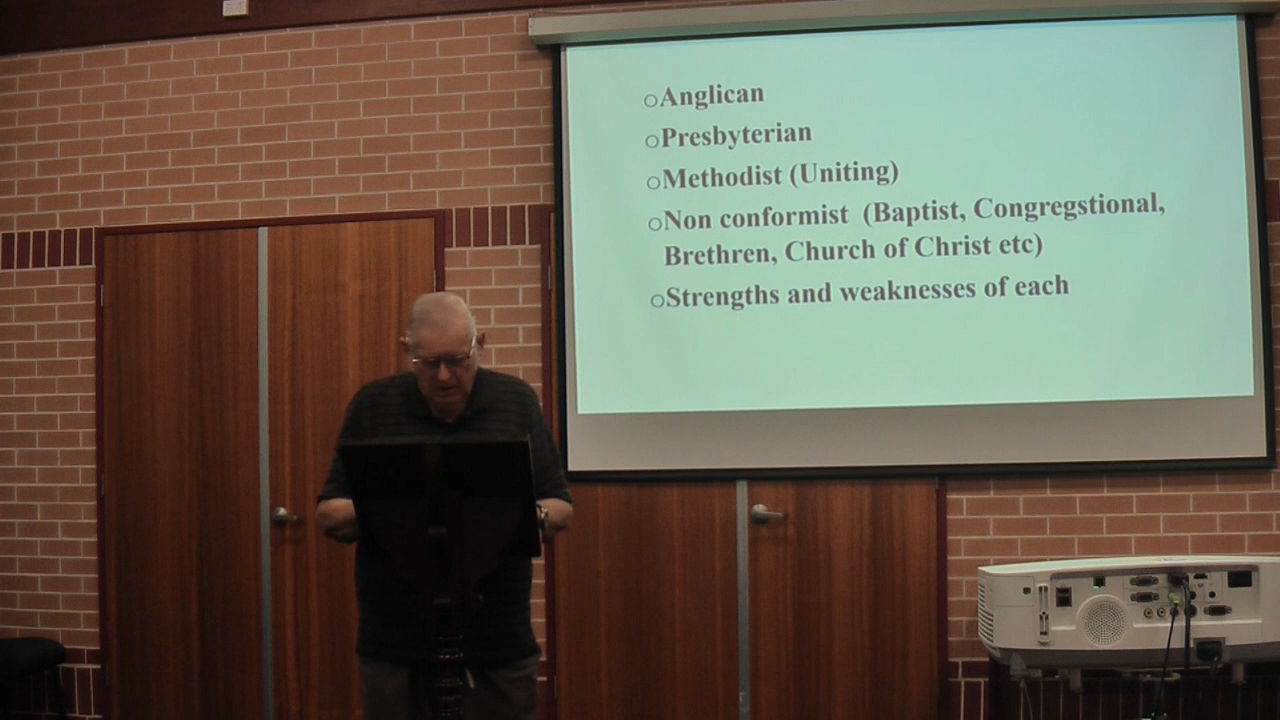 ○Anglican
○Presbyterian
○Methodist (Uniting)
○Non conformist (Baptist, Congregstional,
Brethren, Church of Christ etc)
○Strengths and weaknesses of each